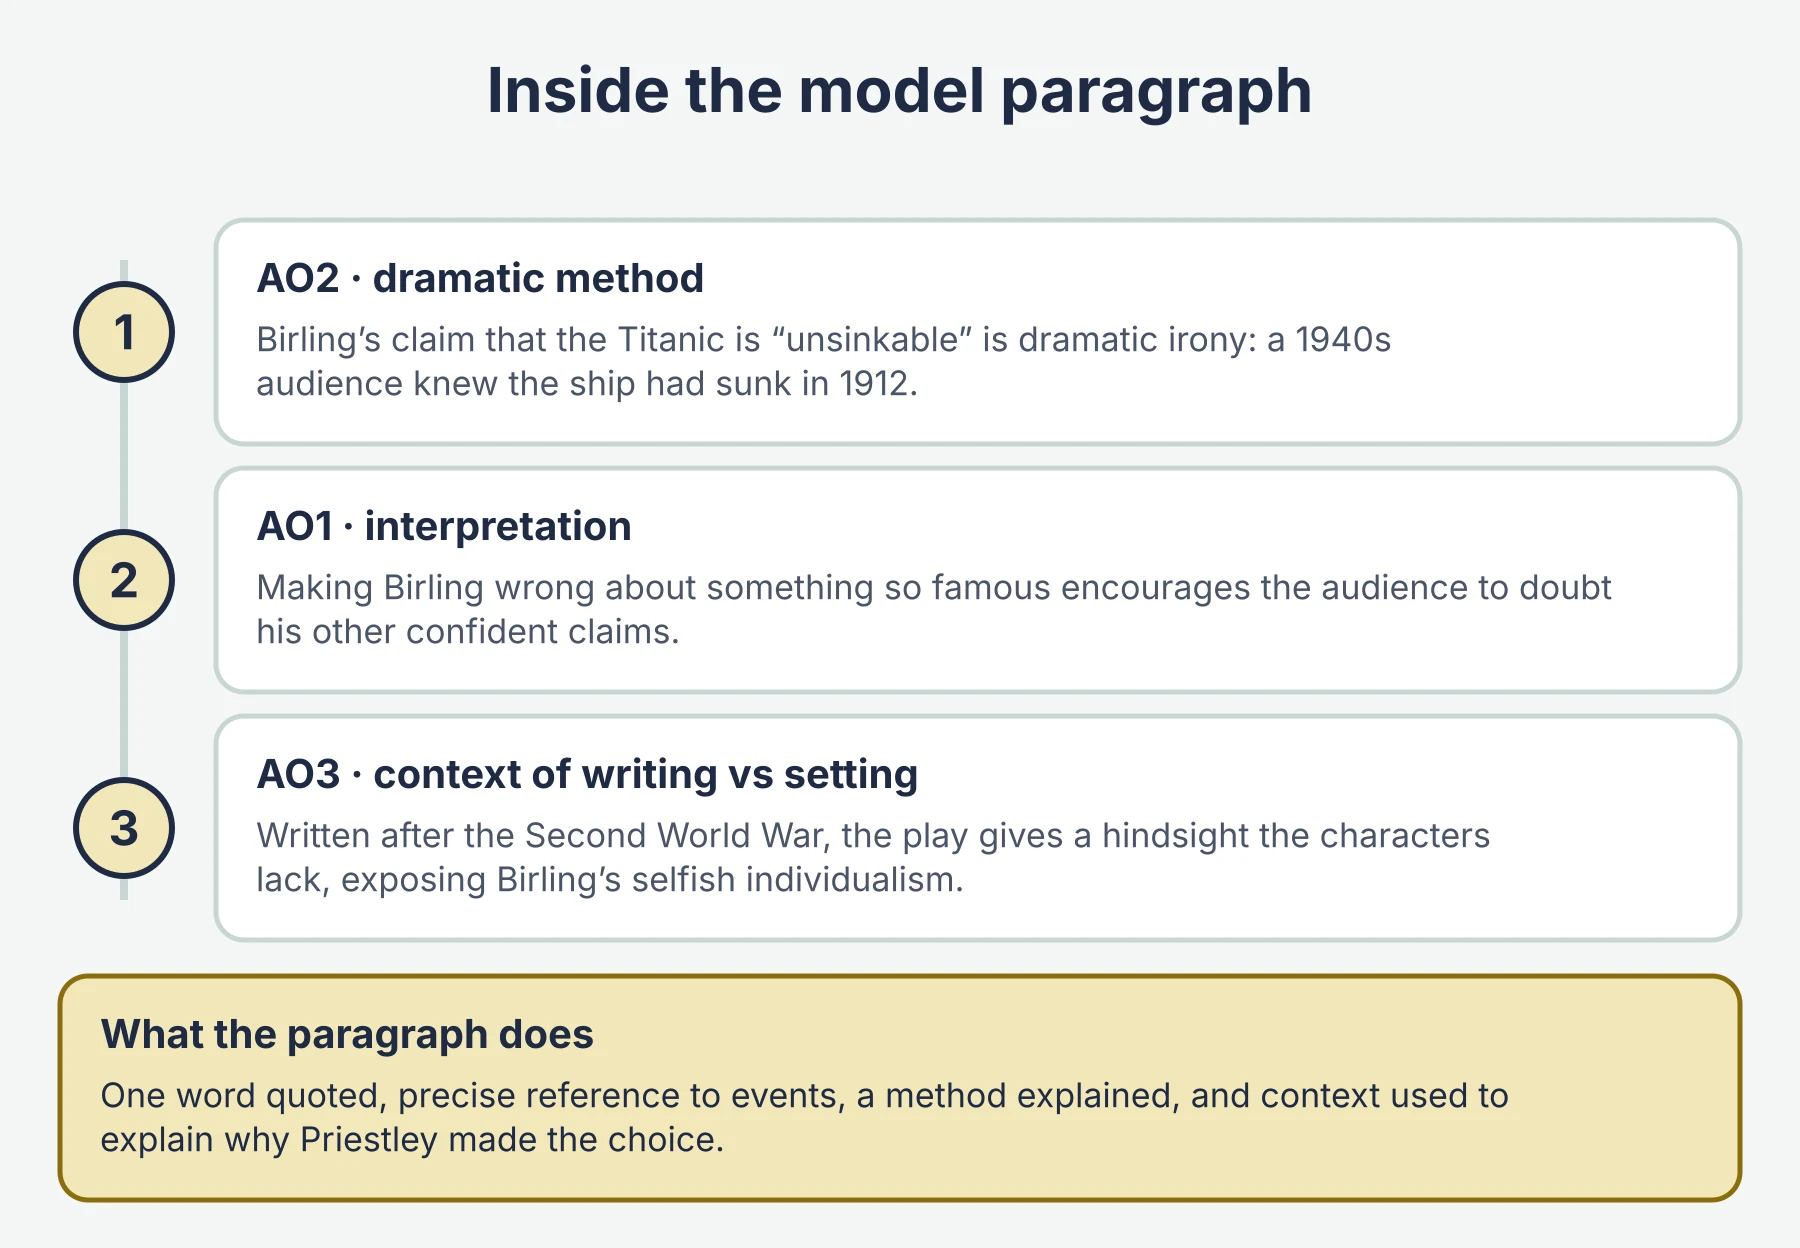 Inside the model paragraph
1
AO2 · dramatic method
Birling’s claim that the Titanic is “unsinkable” is dramatic irony: a 1940s
audience knew the ship had sunk in 1912.
2
AO1 · interpretation
Making Birling wrong about something so famous encourages the audience to doubt
his other confident claims.
3
AO3 · context of writing vs setting
Written after the Second World War, the play gives a hindsight the characters
lack, exposing Birling’s selfish individualism.
What the paragraph does
One word quoted, precise reference to events, a method explained, and context used to
explain why Priestley made the choice.